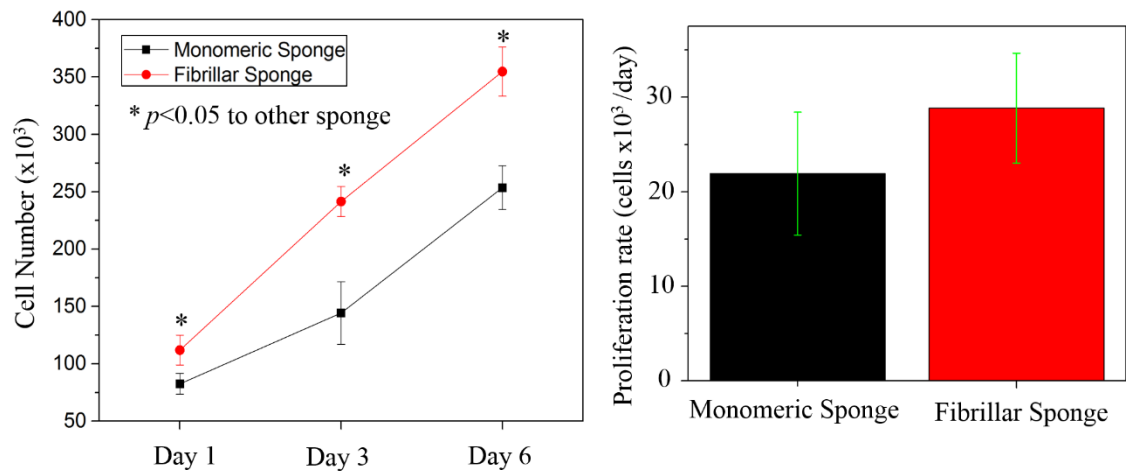 400
350
300
250
200
150
100
50
Cell Number (x10³)
Monomeric Sponge
Fibrillar Sponge
* p<0.05 to other sponge
*
*
*
Day 1 Day 3 Day 6
Proliferation rate (cells x10³ /day)
30
20
10
0
Monomeric Sponge Fibrillar Sponge